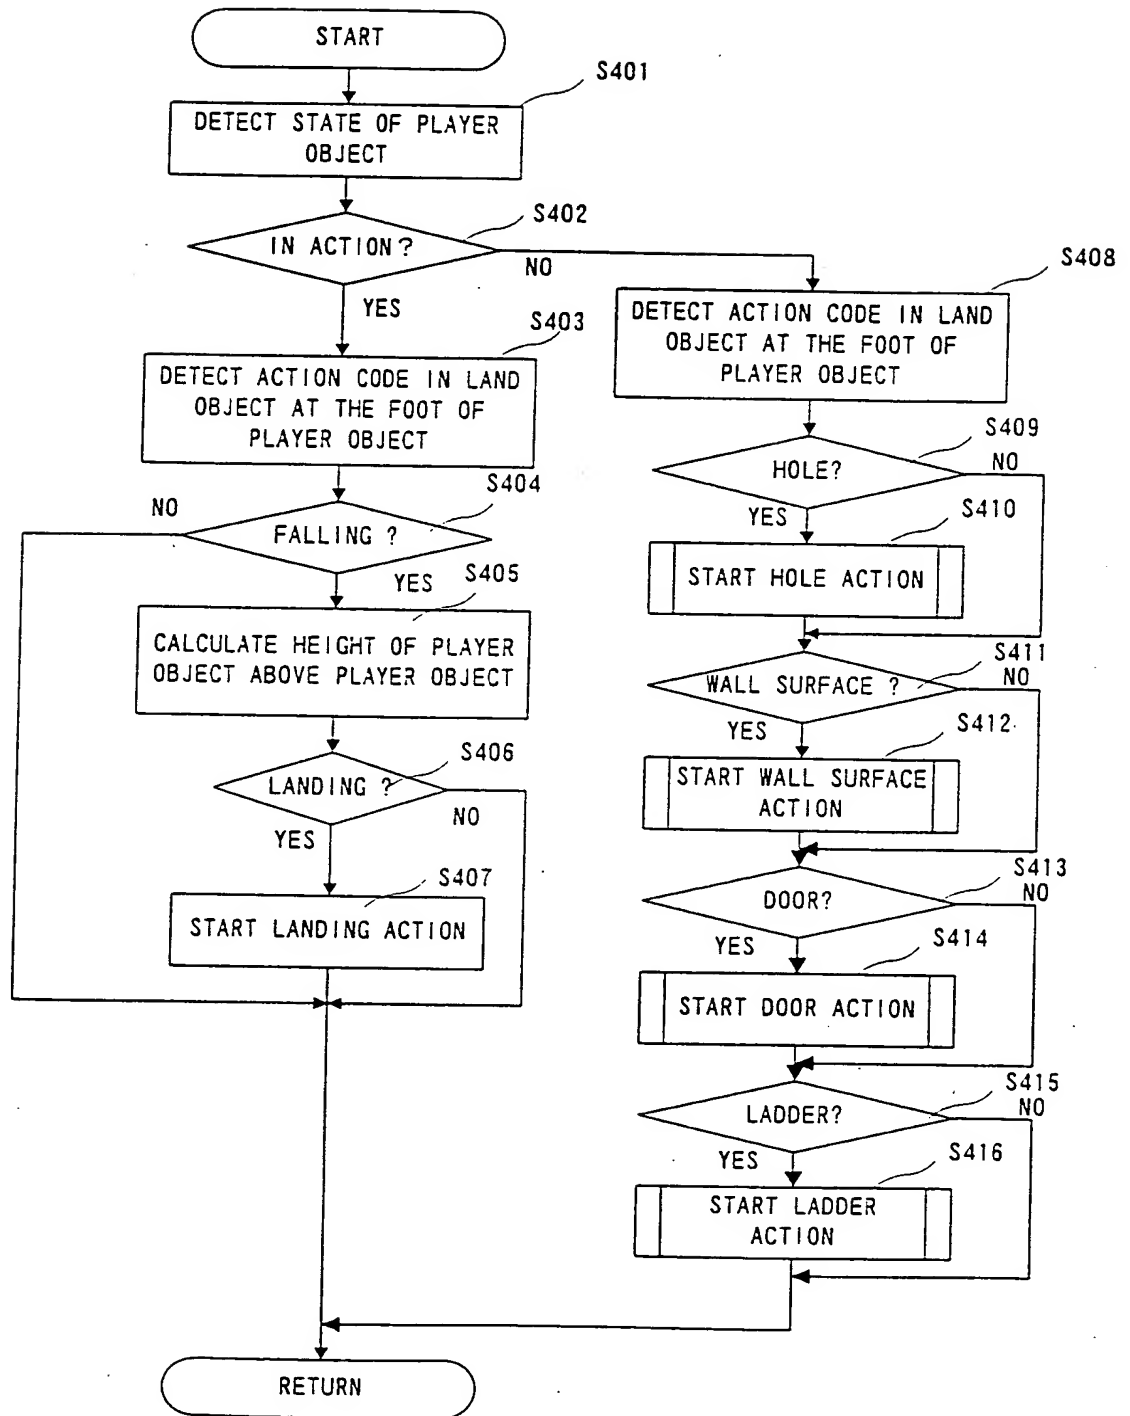 START
S401
DETECT STATE OF PLAYER
OBJECT
S402
IN ACTION?
NO
YES
S403
DETECT ACTION CODE IN LAND
OBJECT AT THE FOOT OF
PLAYER OBJECT
S404
NO
FALLING ?
YES
S405
CALCULATE HEIGHT OF PLAYER
OBJECT ABOVE PLAYER OBJECT
S406
LANDING ?
NO
YES
S407
START LANDING ACTION
S408
DETECT ACTION CODE IN LAND
OBJECT AT THE FOOT OF
PLAYER OBJECT
S409
HOLE?
NO
YES
S410
START HOLE ACTION
S411
WALL SURFACE ?
NO
YES
S412
START WALL SURFACE
ACTION
S413
DOOR?
NO
YES
S414
START DOOR ACTION
S415
LADDER?
NO
YES
S416
START LADDER
ACTION
RETURN